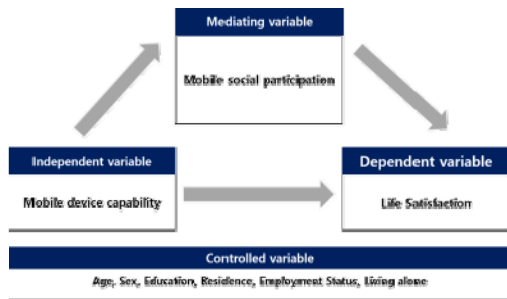 Mediating variable
Mobile social participation
Independent variable
Mobile device capability
Dependent variable
Life Satisfaction
Controlled variable
Age, Sex, Education, Residence, Employment Status, Living alone